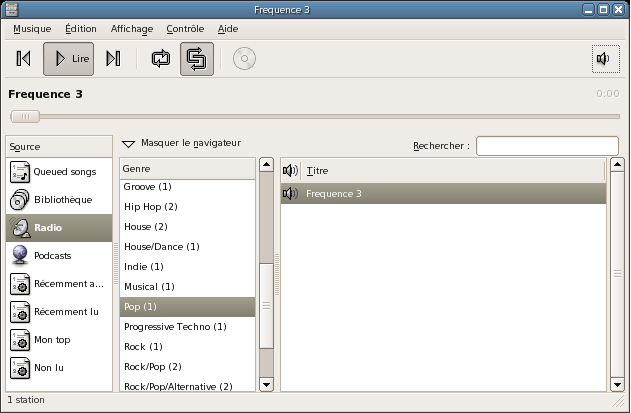 Frequence 3
Musique Édition Affichage Contrôle Aide
Lire
Frequence 3 0:00
Masquer le navigateur
Rechercher :
Source
Queued songs
Bibliothèque
Radio
Podcasts
Récemment a...
Récemment lu
Mon top
Non lu
Genre
Groove (1)
Hip Hop (2)
House (2)
House/Dance (1)
Indie (1)
Musical (1)
Pop (1)
Progressive Techno (1)
Rock (1)
Rock/Pop (2)
Rock/Pop/Alternative (2)
Titre
Frequence 3
1 station